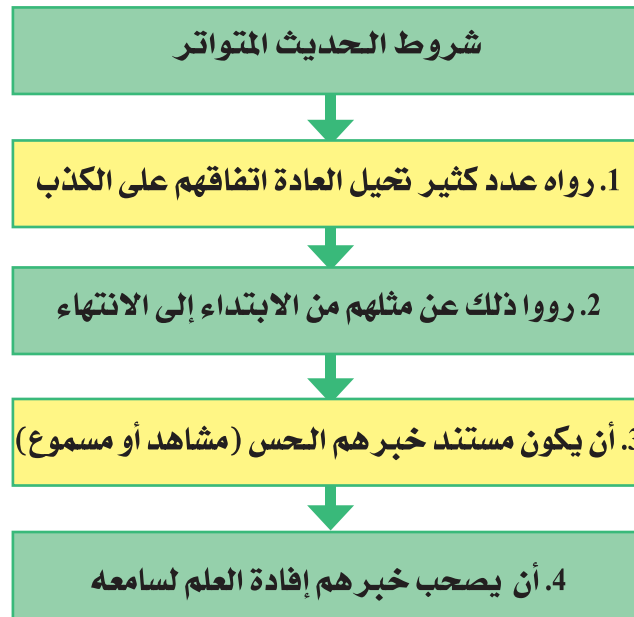 شروط الحديث المتواتر
1. رواه عدد كثير تحيل العادة اتفاقهم على الكذب
2. رووا ذلك عن مثلهم من الابتداء إلى الانتهاء
3. أن يكون مستند خبرهم الحس (مشاهد أو مسموع)
4. أن يصحب خبرهم إفادة العلم لسامعه